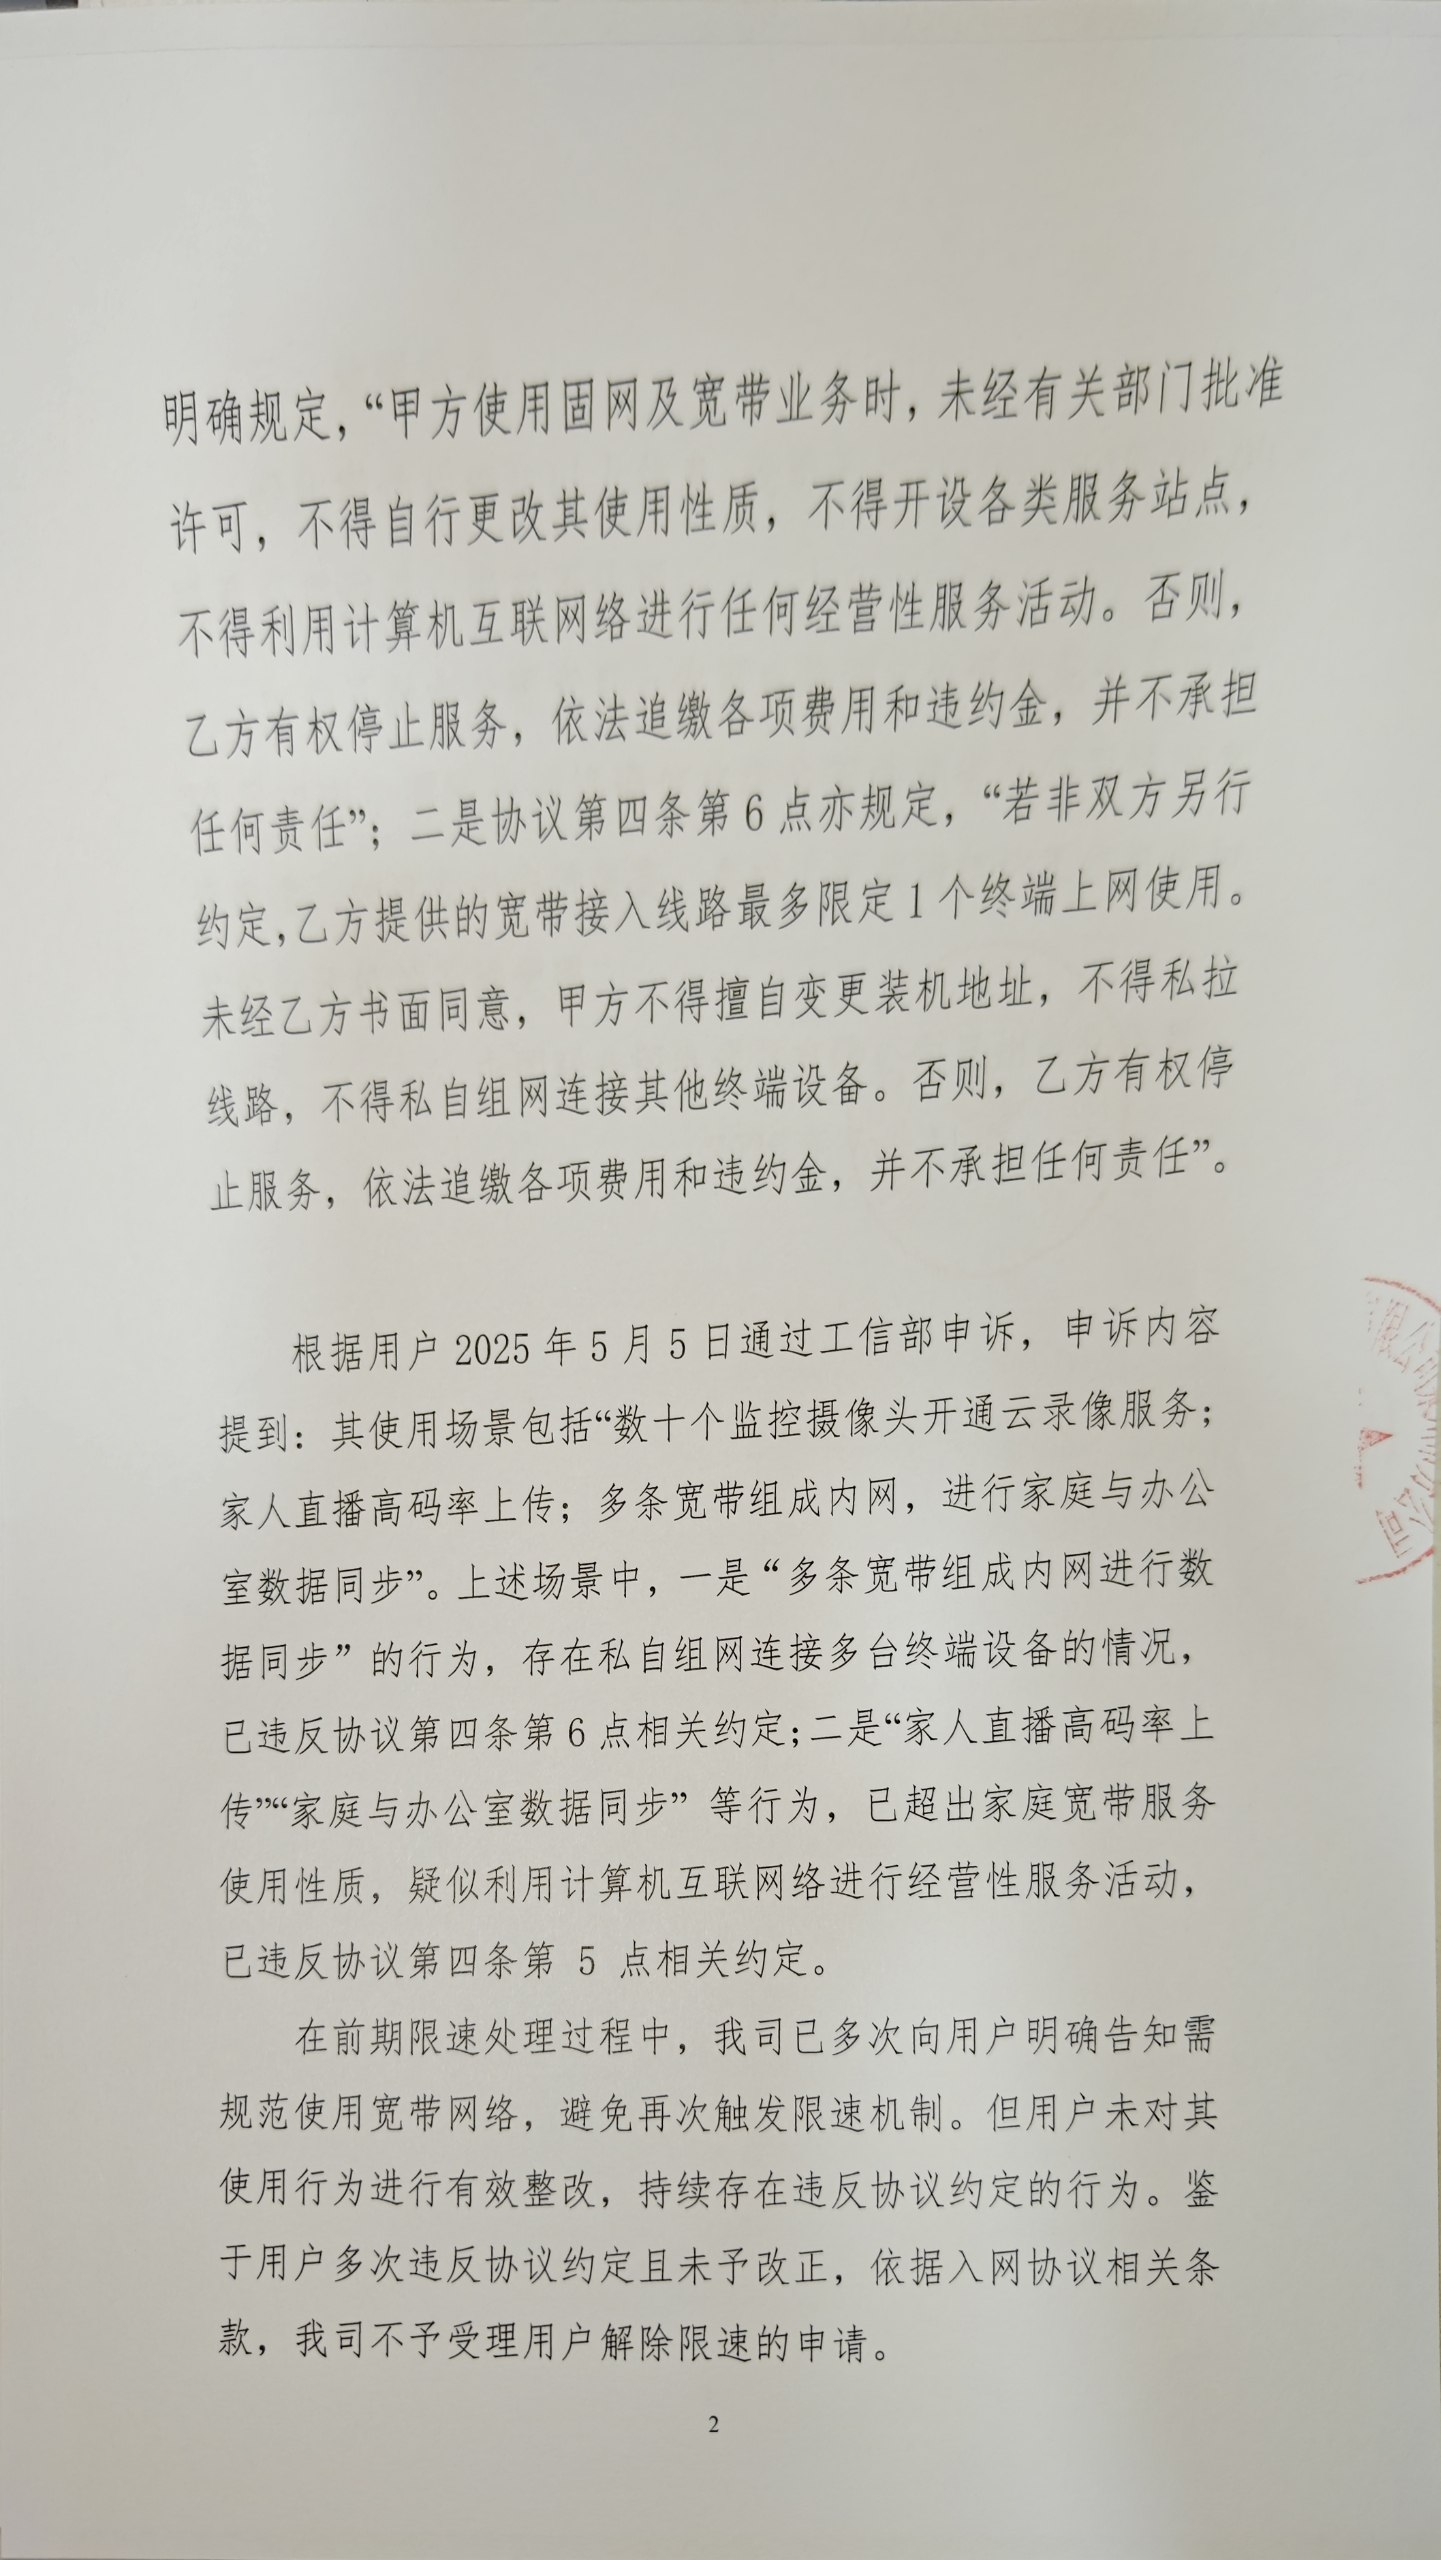 明确规定，“甲方使用固网及宽带业务时，未经有关部门批准
许可，不得自行更改其使用性质，不得开设各类服务站点，
不得利用计算机互联网络进行任何经营性服务活动。否则，
乙方有权停止服务，依法追缴各项费用和违约金，并不承担
任何责任”；二是协议第四条第 6 点亦规定，“若非双方另行
约定,乙方提供的宽带接入线路最多限定 1 个终端上网使用。
未经乙方书面同意，甲方不得擅自变更装机地址，不得私拉
线路，不得私自组网连接其他终端设备。否则，乙方有权停
止服务，依法追缴各项费用和违约金，并不承担任何责任”。
根据用户 2025 年 5 月 5 日通过工信部申诉，申诉内容
提到：其使用场景包括“数十个监控摄像头开通云录像服务；
家人直播高码率上传；多条宽带组成内网，进行家庭与办公
室数据同步”。上述场景中，一是“多条宽带组成内网进行数
据同步”的行为，存在私自组网连接多台终端设备的情况，
已违反协议第四条第 6 点相关约定;二是“家人直播高码率上
传”“家庭与办公室数据同步” 等行为，已超出家庭宽带服务
使用性质，疑似利用计算机互联网络进行经营性服务活动，
已违反协议第四条第 5 点相关约定。
在前期限速处理过程中，我司已多次向用户明确告知需
规范使用宽带网络，避免再次触发限速机制。但用户未对其
使用行为进行有效整改，持续存在违反协议约定的行为。鉴
于用户多次违反协议约定且未予改正，依据入网协议相关条
款，我司不予受理用户解除限速的申请。
2